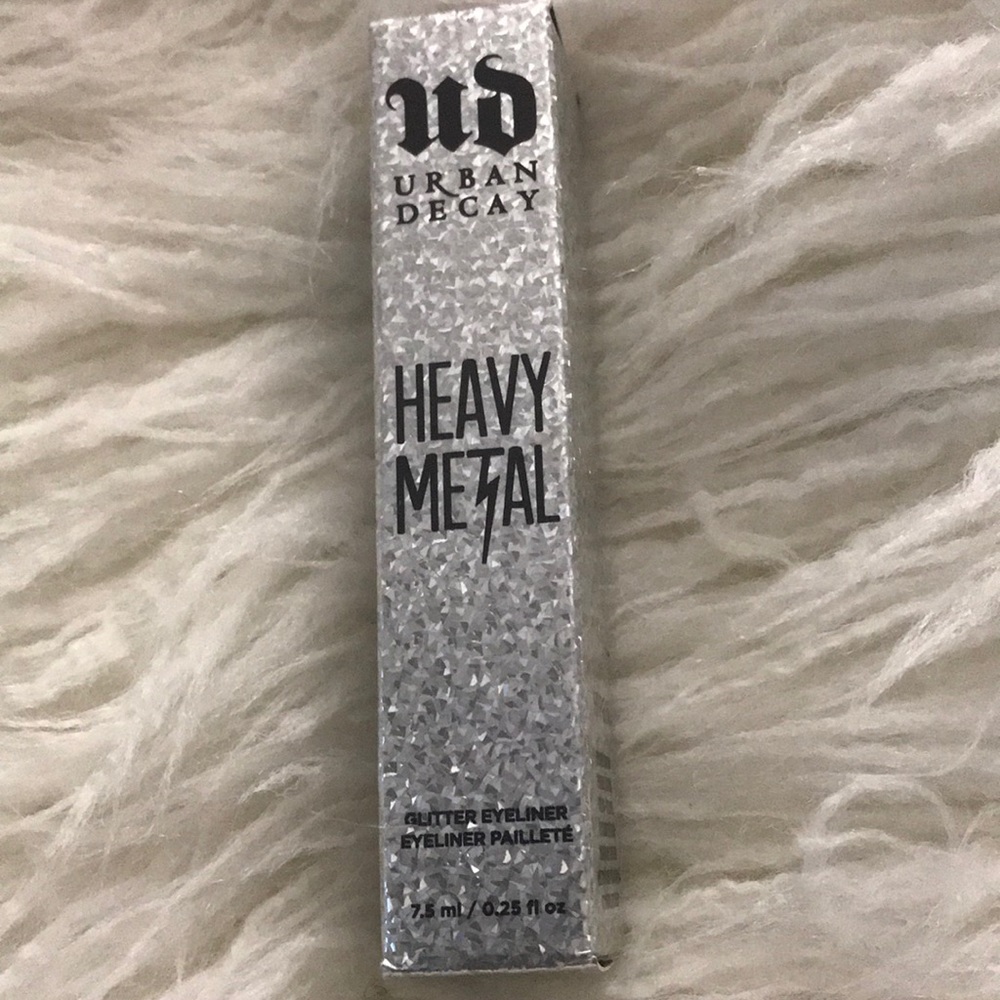 ud
URBAN
DECAY
HEAVY
METAL
GLITTER EYELINER
EYELINER PAILLETÉ
7.5 ml / 0.25 fl oz